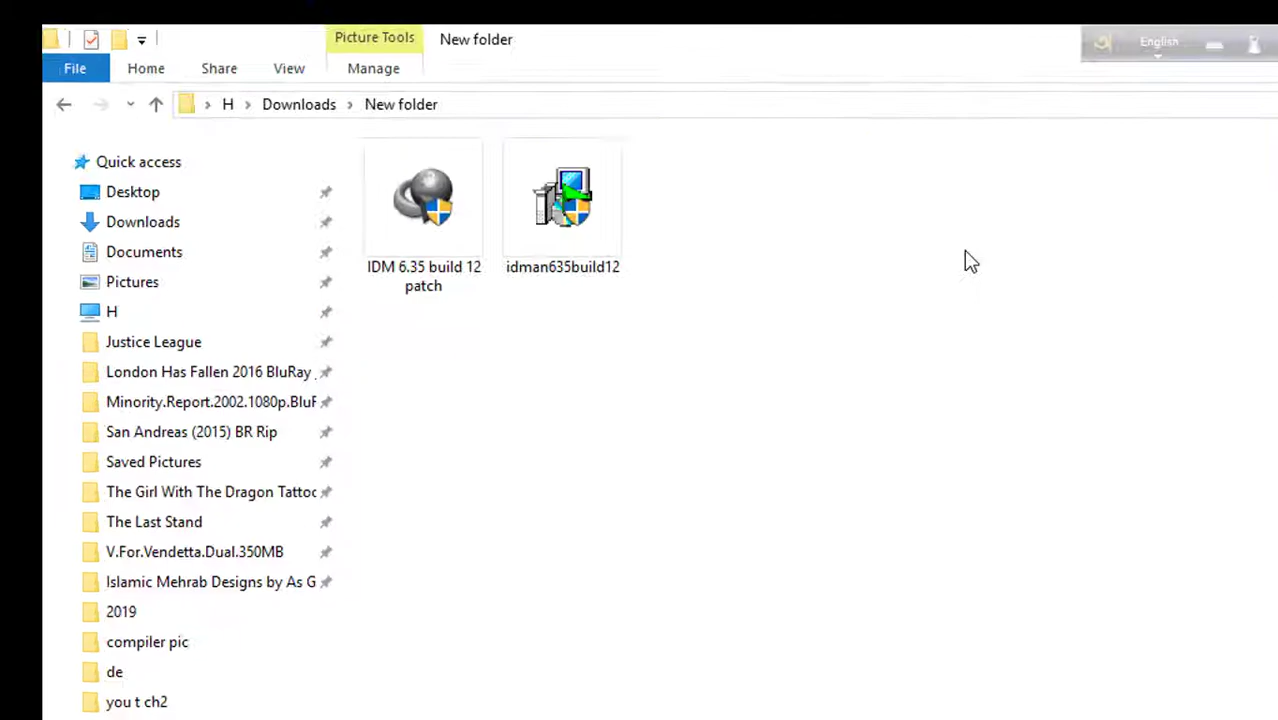 Picture Tools
New folder
English
File
Home
Share
View
Manage
H
Downloads
New folder
Quick access
Desktop
Downloads
Documents
Pictures
H
Justice League
London Has Fallen 2016 BluRay
Minority.Report.2002.1080p.BluR
San Andreas (2015) BR Rip
Saved Pictures
The Girl With The Dragon Tattoo
The Last Stand
V.For.Vendetta.Dual.350MB
Islamic Mehrab Designs by As G
2019
compiler pic
de
you t ch2
IDM 6.35 build 12
patch
idman635build12